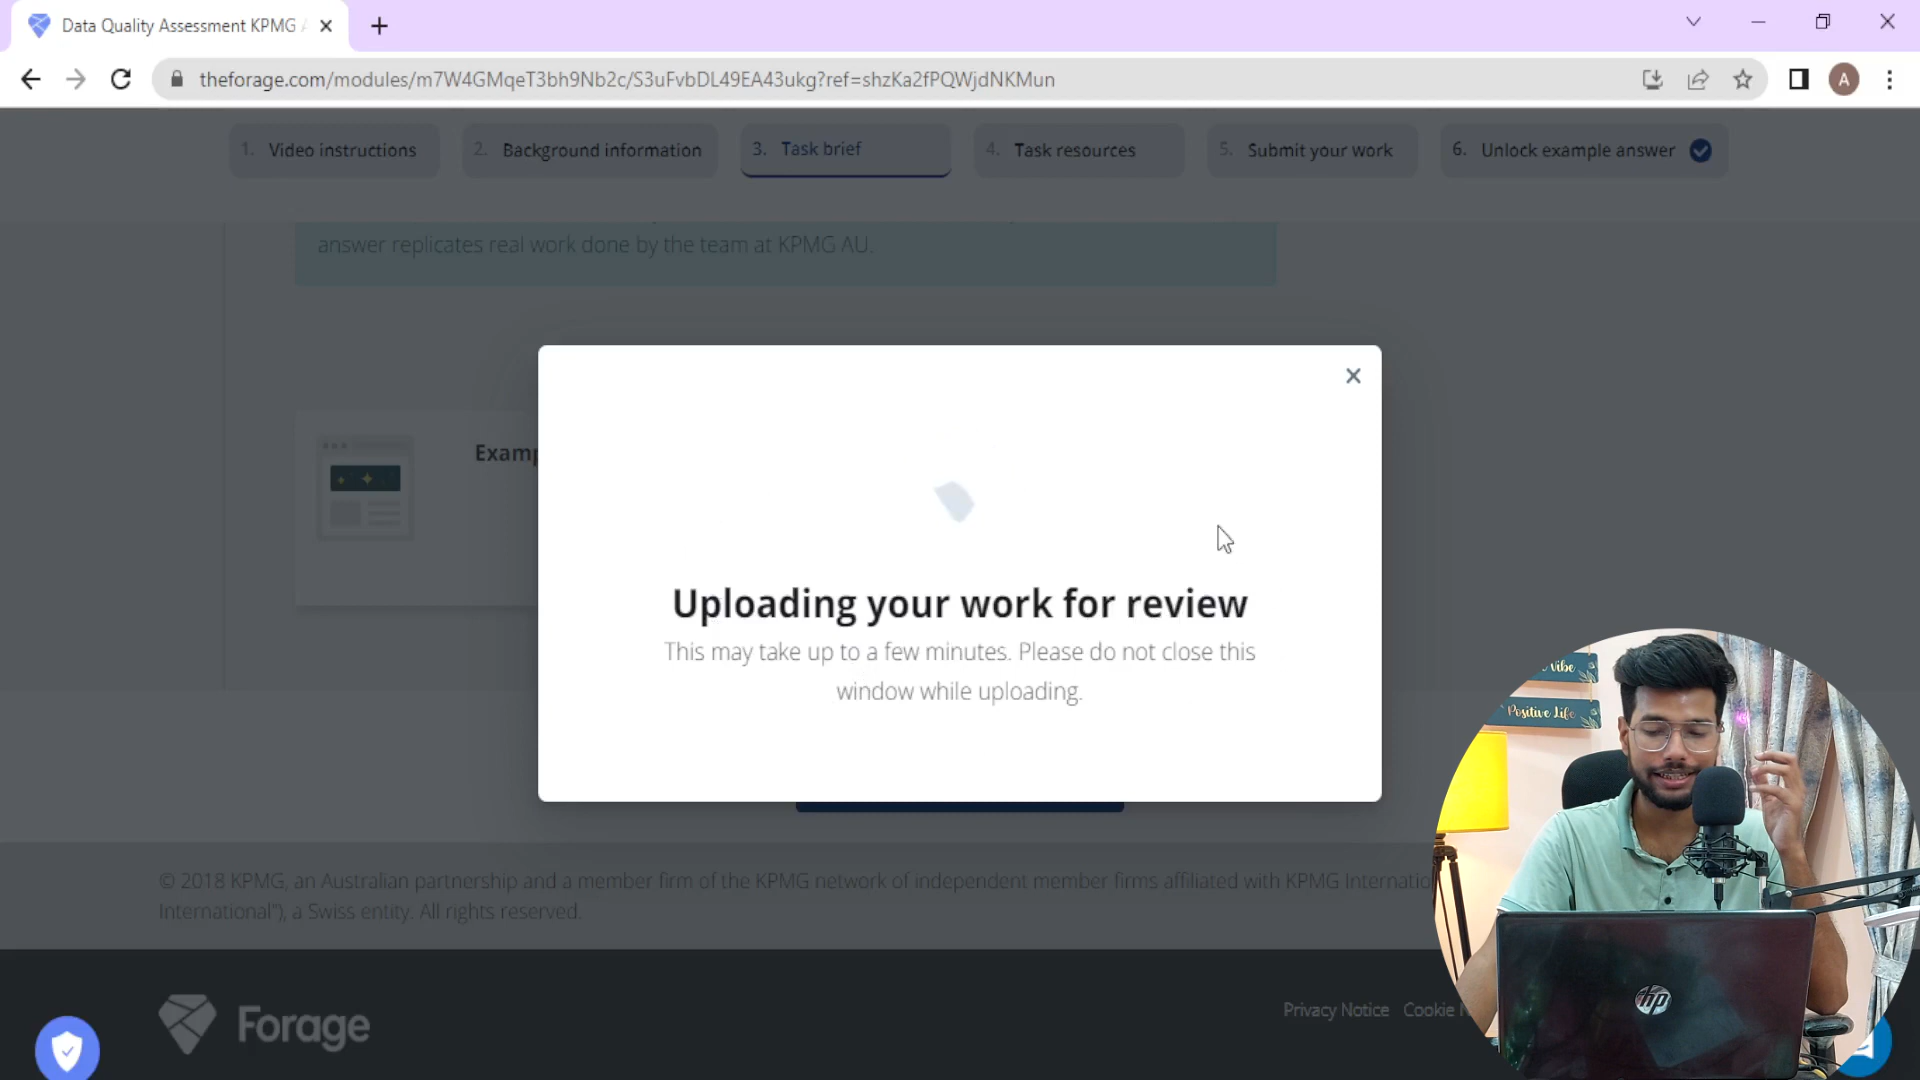 Data Quality Assessment KPMG
theforage.com/modules/m7W4GMqeT3bh9Nb2c/S3uFvbDL49EA43ukg?ref=shzKa2fPQWjdNKMun
A
1. Video instructions
2. Background information
3. Task brief
4. Task resources
5. Submit your work
6. Unlock example answer
answer replicates real work done by the team at KPMG AU.
Examp
Uploading your work for review
This may take up to a few minutes. Please do not close this
window while uploading.
Vibe
Positive Life
© 2018 KPMG, an Australian partnership and a member firm of the KPMG network of independent member firms affiliated with KPMG Internatio
International"), a Swiss entity. All rights reserved.
hp
Privacy Notice Cookie
Forage